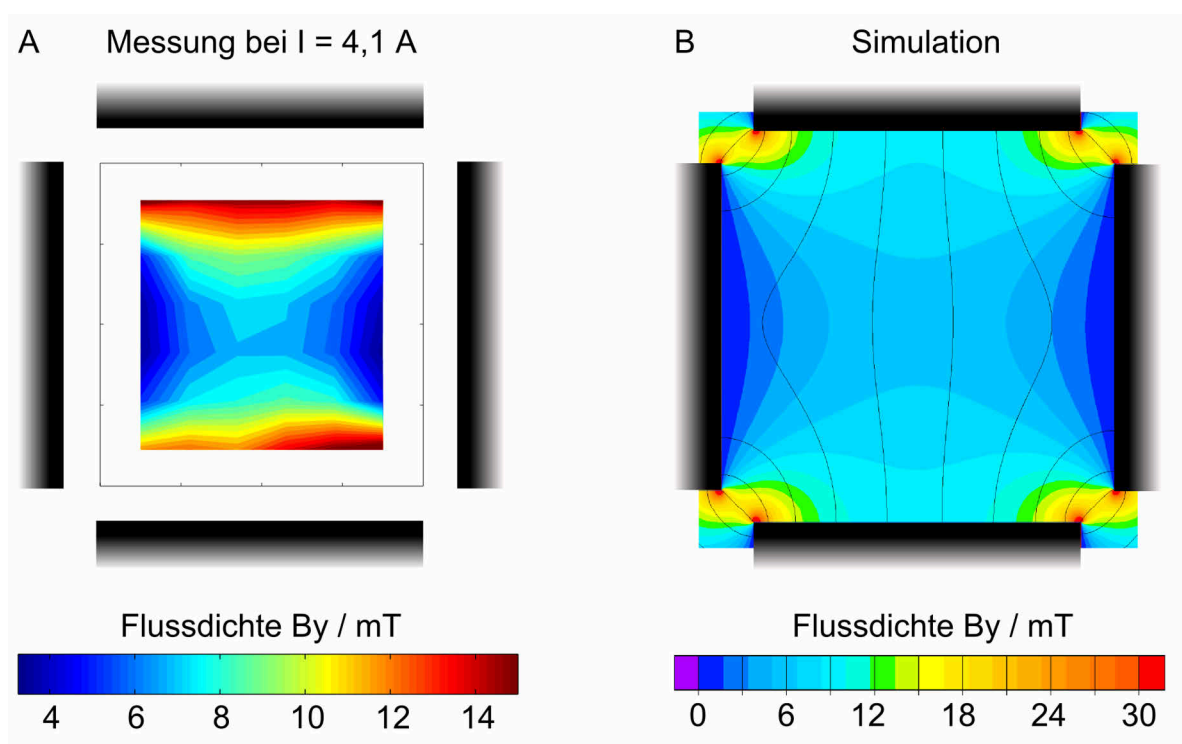 A Messung bei I = 4,1 A
B Simulation
Flussdichte By / mT
4 6 8 10 12 14
Flussdichte By / mT
0 6 12 18 24 30